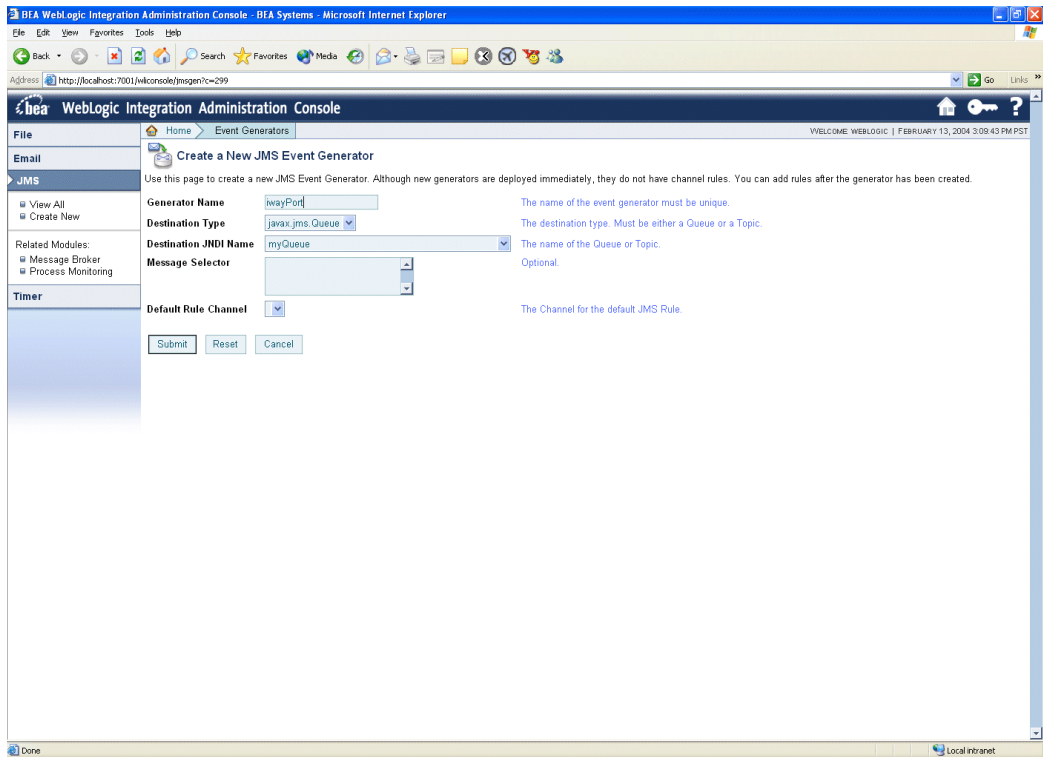 BEA WebLogic Integration Administration Console - BEA Systems - Microsoft Internet Explorer
File Edit View Favorites Tools Help
Back Search Favorites Media
Address http://localhost:7001/wliconsole/jmsgen?c=299 Go Links »
bea WebLogic Integration Administration Console ?
File
Home Event Generators WELCOME WEBLOGIC | FEBRUARY 13, 2004 3:09:43 PM PST
Email
Create a New JMS Event Generator
JMS
Use this page to create a new JMS Event Generator. Although new generators are deployed immediately, they do not have channel rules. You can add rules after the generator has been created.
View All
Create New
Related Modules:
Message Broker
Process Monitoring
Timer
Generator Name iwayPort The name of the event generator must be unique.
Destination Type javax.jms.Queue The destination type. Must be either a Queue or a Topic.
Destination JNDI Name myQueue The name of the Queue or Topic.
Message Selector Optional.
Default Rule Channel The Channel for the default JMS Rule.
Submit Reset Cancel
Done Local intranet